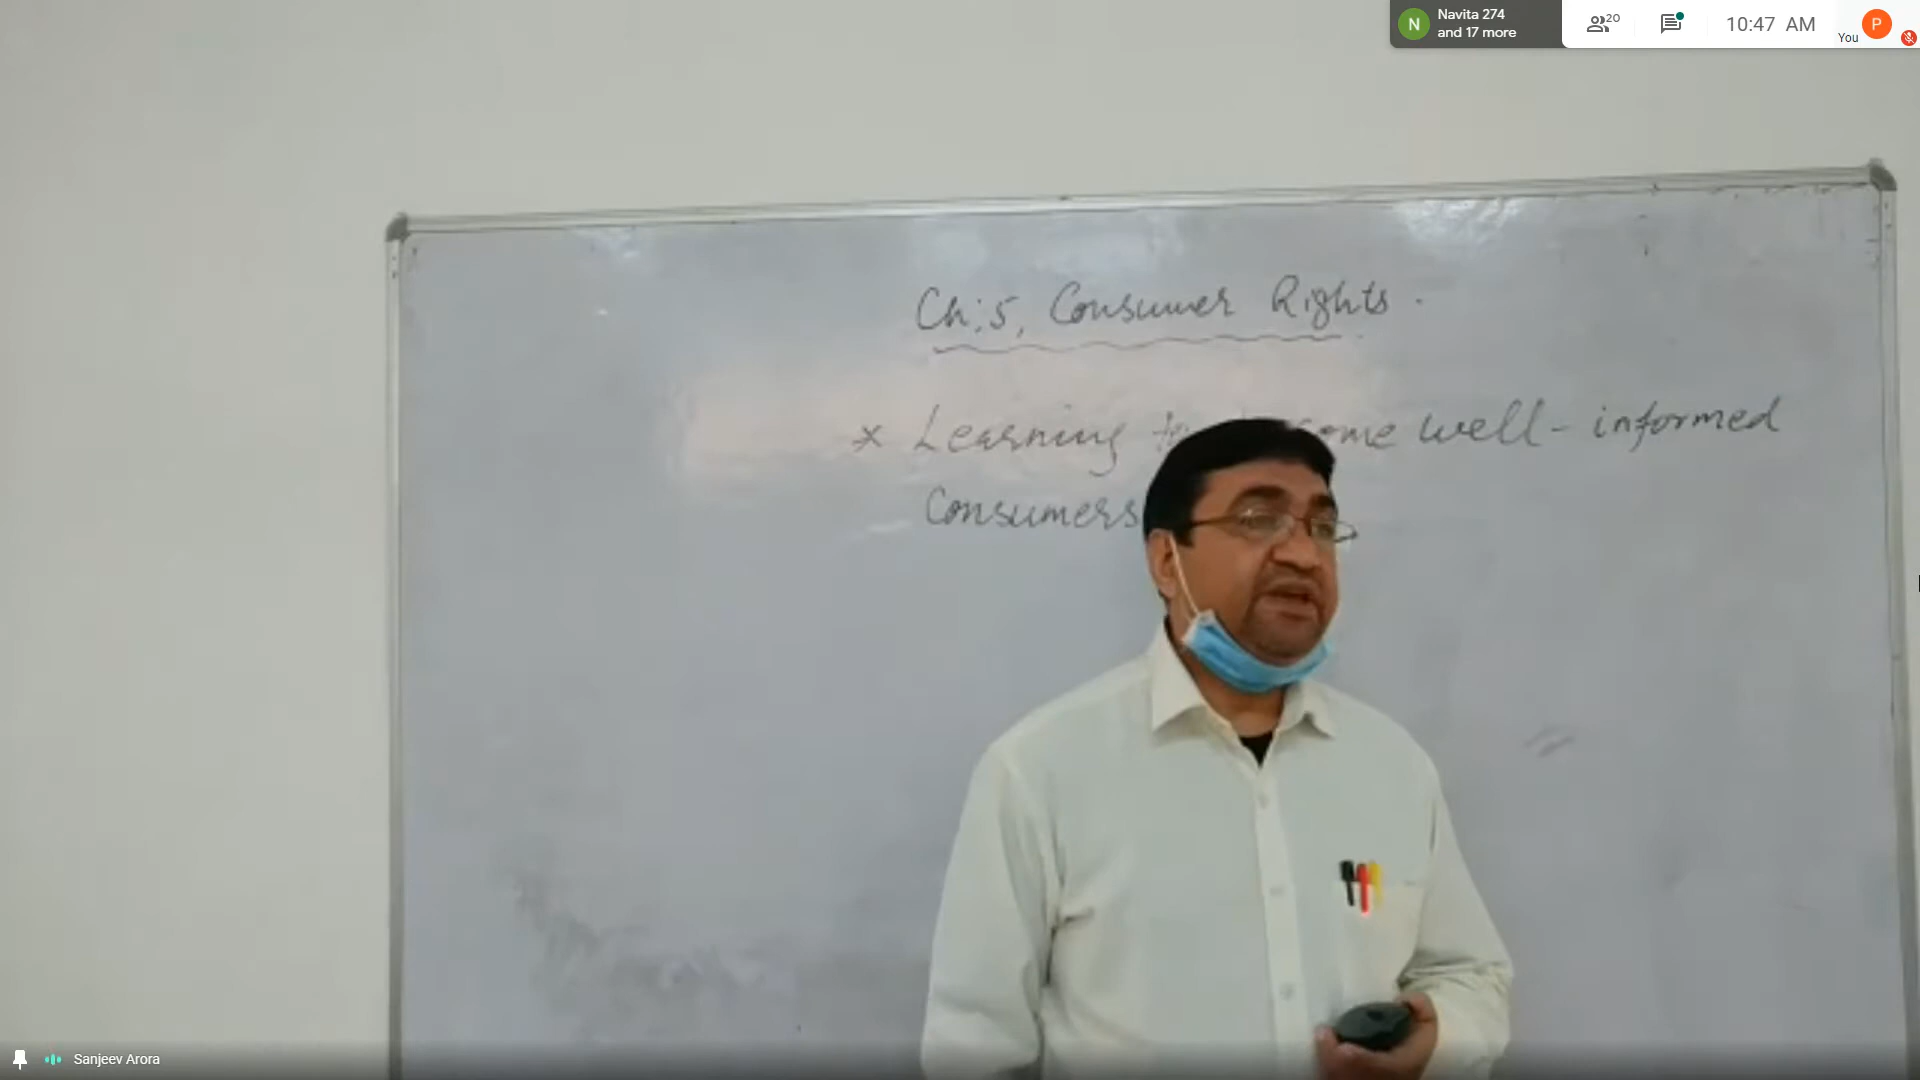 Navita 274
and 17 more
20
10:47 AM
You
N
P
Ch:5, Consumer Rights.
* Learning well-informed
Consumers
Sanjeev Arora